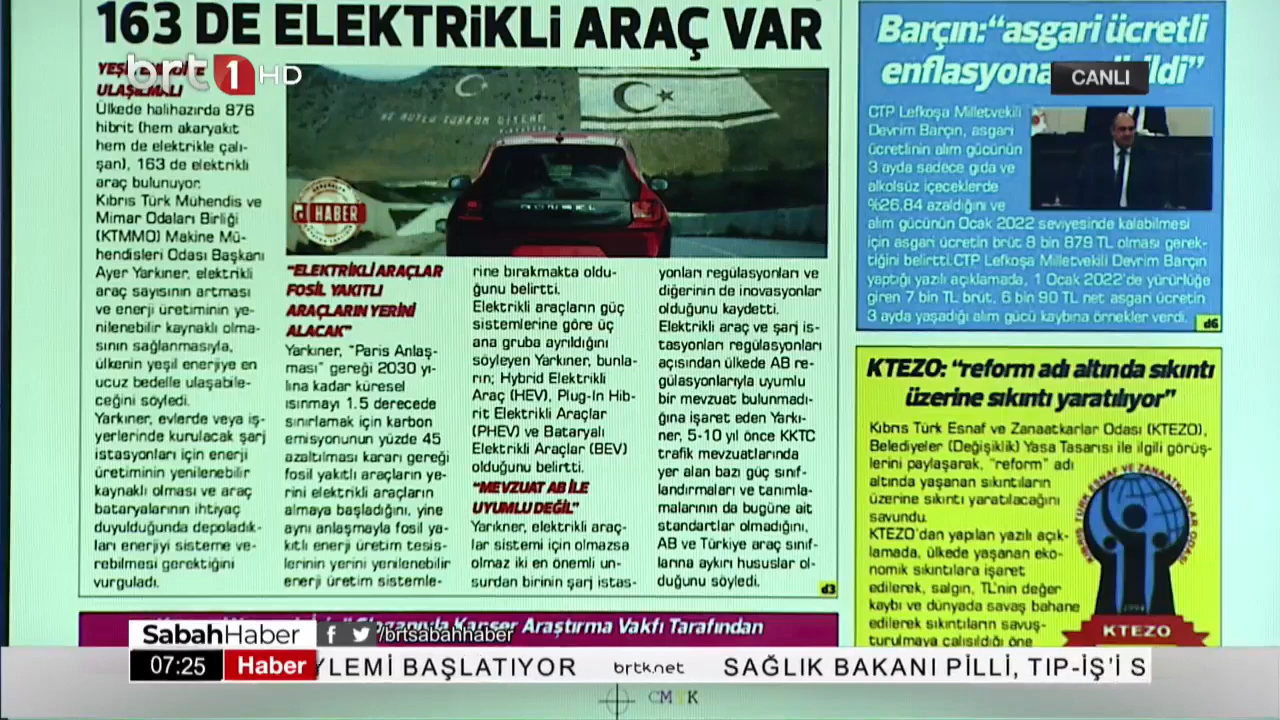 163 DE ELEKTRİKLİ ARAÇ VAR
brt 1 HD
ULAŞILMALI
Ülkede halihazırda 876
hibrit (hem akaryakıt
hem de elektrikle çalı-
şan), 163 de elektrikli
araç bulunuyor.
Kıbrıs Türk Mühendis ve
Mimar Odaları Birliği
(KTMMO) Makine Mü-
hendisleri Odası Başkanı
Ayer Yarkıner, elektrikli
araç sayısının artması
ve enerji üretiminin ye-
nilenebilir kaynaklı olma-
sının sağlanmasıyla,
ülkenin yeşil enerjiye en
ucuz bedelle ulaşabile-
ceğini söyledi.
Yarkıner, evlerde veya iş-
yerlerinde kurulacak şarj
istasyonları için enerji
üretiminin yenilenebilir
kaynaklı olması ve araç
bataryalarının ihtiyaç
duyulduğunda depoladık-
ları enerjiyi sisteme ve-
rebilmesi gerektiğini
vurguladı.
NE MUTLU TÜRKÜM DİYENE
HABER
GÜNSEL
"ELEKTRİKLİ ARAÇLAR
FOSİL YAKITLI
ARAÇLARIN YERİNİ
ALACAK"
Yarkıner, "Paris Anlaş-
ması" gereği 2030 yı-
lına kadar küresel
ısınmayı 1.5 derecede
sınırlamak için karbon
emisyonunun yüzde 45
azaltılması kararı gereği
fosil yakıtlı araçların ye-
rini elektrikli araçların
almaya başladığını, yine
aynı anlaşmayla fosil ya-
kıtlı enerji üretim tesis-
lerinin yerini yenilenebilir
enerji üretim sistemle-
rine bırakmakta oldu-
ğunu belirtti.
Elektrikli araçların güç
sistemlerine göre üç
ana gruba ayrıldığını
söyleyen Yarkıner, bunla-
rın; Hybrid Elektrikli
Araç (HEV), Plug-In Hib-
rit Elektrikli Araçlar
(PHEV) ve Bataryalı
Elektrikli Araçlar (BEV)
olduğunu belirtti.
"MEVZUAT AB İLE
UYUMLU DEĞİL"
Yarıkner, elektrikli araç-
lar sistemi için olmazsa
olmaz iki en önemli un-
surdan birinin şarj istas-
yonları regülasyonları ve
diğerinin de inovasyonlar
olduğunu kaydetti.
Elektrikli araç ve şarj is-
tasyonları regülasyonları
açısından ülkede AB re-
gülasyonlarıyla uyumlu
bir mevzuat bulunmadı-
ğına işaret eden Yarkı-
ner, 5-10 yıl önce KKTC
trafik mevzuatlarında
yer alan bazı güç sınıf-
landırmaları ve tanımla-
malarının da bugüne ait
standartlar olmadığını,
AB ve Türkiye araç sınıf-
larına aykırı hususlar ol-
duğunu söyledi.
d3
Barçın:"asgari ücretli
enflasyona
CANLI
CTP Lefkoşa Milletvekili
Devrim Barçın, asgari
ücretlinin alım gücünün
3 ayda sadece gıda ve
alkolsüz içeceklerde
%26.84 azaldığını ve
alım gücünün Ocak 2022 seviyesinde kalabilmesi
için asgari ücretin brüt 8 bin 879 TL olması gerek-
tiğini belirtti.CTP Lefkoşa Milletvekili Devrim Barçın
yaptığı yazılı açıklamada, 1 Ocak 2022'de yürürlüğe
giren 7 bin TL brüt, 6 bin 90 TL net asgari ücretin
3 ayda yaşadığı alım gücü kaybına örnekler verdi.
d6
KTEZO: "reform adı altında sıkıntı
üzerine sıkıntı yaratılıyor"
Kıbrıs Türk Esnaf ve Zanaatkarlar Odası (KTEZO),
Belediyeler (Değişiklik) Yasa Tasarısı ile ilgili görüş-
lerini paylaşarak, "reform" adı
altında yaşanan sıkıntıların
üzerine sıkıntı yaratılacağını
savundu.
KTEZO'dan yapılan yazılı açık-
lamada, ülkede yaşanan eko-
nomik sıkıntılara işaret
edilerek, salgın, TL'nin değer
kaybı ve dünyada savaş bahane
edilerek sıkıntıların savuş-
turulmaya çalışıldığı öne
KIBRIS TÜRK ESNAF VE ZANAATKARLAR ODASI
KTEZO
Kanser Araştırma Vakfı Tarafından
SabahHaber
/brtsabahhaber
07:25
Haber
YLEMİ BAŞLATIYOR
brtk.net
SAĞLIK BAKANI PİLLİ, TIP-İŞ'İ S
CMYK